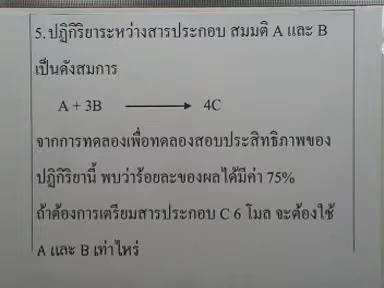 5. ปฏิกิริยาระหว่างสารประกอบ สมมติ A และ B
เป็นดังสมการ
A + 3B → 4C
จากการทดลองเพื่อทดลองสอบประสิทธิภาพของ
ปฏิกิริยานี้ พบว่าร้อยละของผลได้มีค่า 75%
ถ้าต้องการเตรียมสารประกอบ C 6 โมล จะต้องใช้
A และ B เท่าไหร่